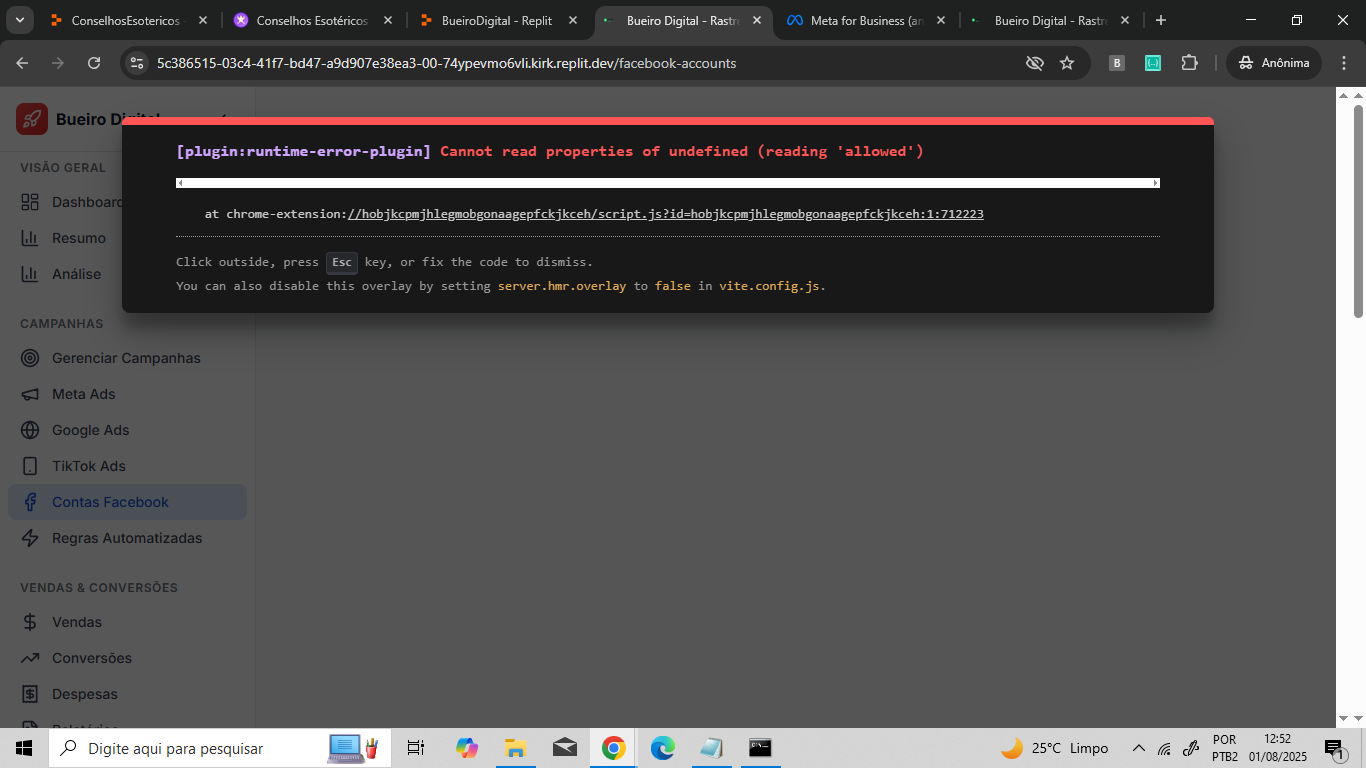 ConselhosEsotericos
Conselhos Esotéricos
BueiroDigital - Replit
Bueiro Digital - Rastre
Meta for Business (an
Bueiro Digital - Rastre
5c386515-03c4-41f7-bd47-a9d907e38ea3-00-74ypevmo6vli.kirk.replit.dev/facebook-accounts
B
Anônima
VISÃO GERAL
Dashboard
Resumo
Análise
CAMPANHAS
Gerenciar Campanhas
Meta Ads
Google Ads
TikTok Ads
Contas Facebook
Regras Automatizadas
VENDAS & CONVERSÕES
Vendas
Conversões
Despesas
[plugin:runtime-error-plugin] Cannot read properties of undefined (reading 'allowed')
at chrome-extension://hobjkcpmjhlegmobgonaagepfckjkceh/script.js?id=hobjkcpmjhlegmobgonaagepfckjkceh:1:712223
Click outside, press Esc key, or fix the code to dismiss.
You can also disable this overlay by setting server.hmr.overlay to false in vite.config.js.
Digite aqui para pesquisar
25°C Limpo
POR
PTB2
12:52
01/08/2025
1